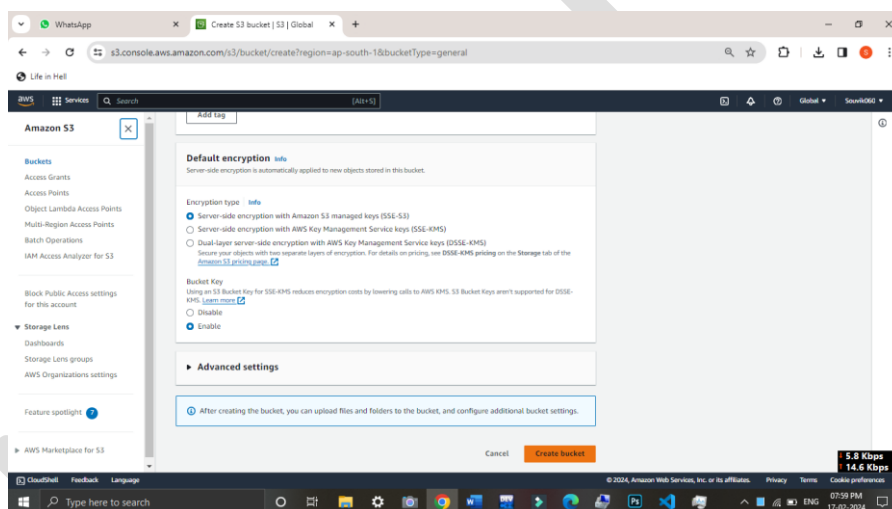 WhatsApp
Create S3 bucket | S3 | Global
s3.console.aws.amazon.com/s3/bucket/create?region=ap-south-1&bucketType=general
S
Life in Hell
aws
Services
Search
[Alt+S]
Global
Souvik060
Amazon S3
Buckets
Access Grants
Access Points
Object Lambda Access Points
Multi-Region Access Points
Batch Operations
IAM Access Analyzer for S3
Block Public Access settings
for this account
Storage Lens
Dashboards
Storage Lens groups
AWS Organizations settings
Feature spotlight 7
AWS Marketplace for S3
Add tag
Default encryption Info
Server-side encryption is automatically applied to new objects stored in this bucket.
Encryption type | Info
Server-side encryption with Amazon S3 managed keys (SSE-S3)
Server-side encryption with AWS Key Management Service keys (SSE-KMS)
Dual-layer server-side encryption with AWS Key Management Service keys (DSSE-KMS)
Secure your objects with two separate layers of encryption. For details on pricing, see DSSE-KMS pricing on the Storage tab of the
Amazon S3 pricing page.
Bucket Key
Using an S3 Bucket Key for SSE-KMS reduces encryption costs by lowering calls to AWS KMS. S3 Bucket Keys aren't supported for DSSE-
KMS. Learn more
Disable
Enable
Advanced settings
After creating the bucket, you can upload files and folders to the bucket, and configure additional bucket settings.
Cancel
Create bucket
5.8 Kbps
14.6 Kbps
CloudShell Feedback Language
© 2024, Amazon Web Services, Inc. or its affiliates. Privacy Terms Cookie preferences
Type here to search
Ps
ENG
07:59 PM
17-02-2024